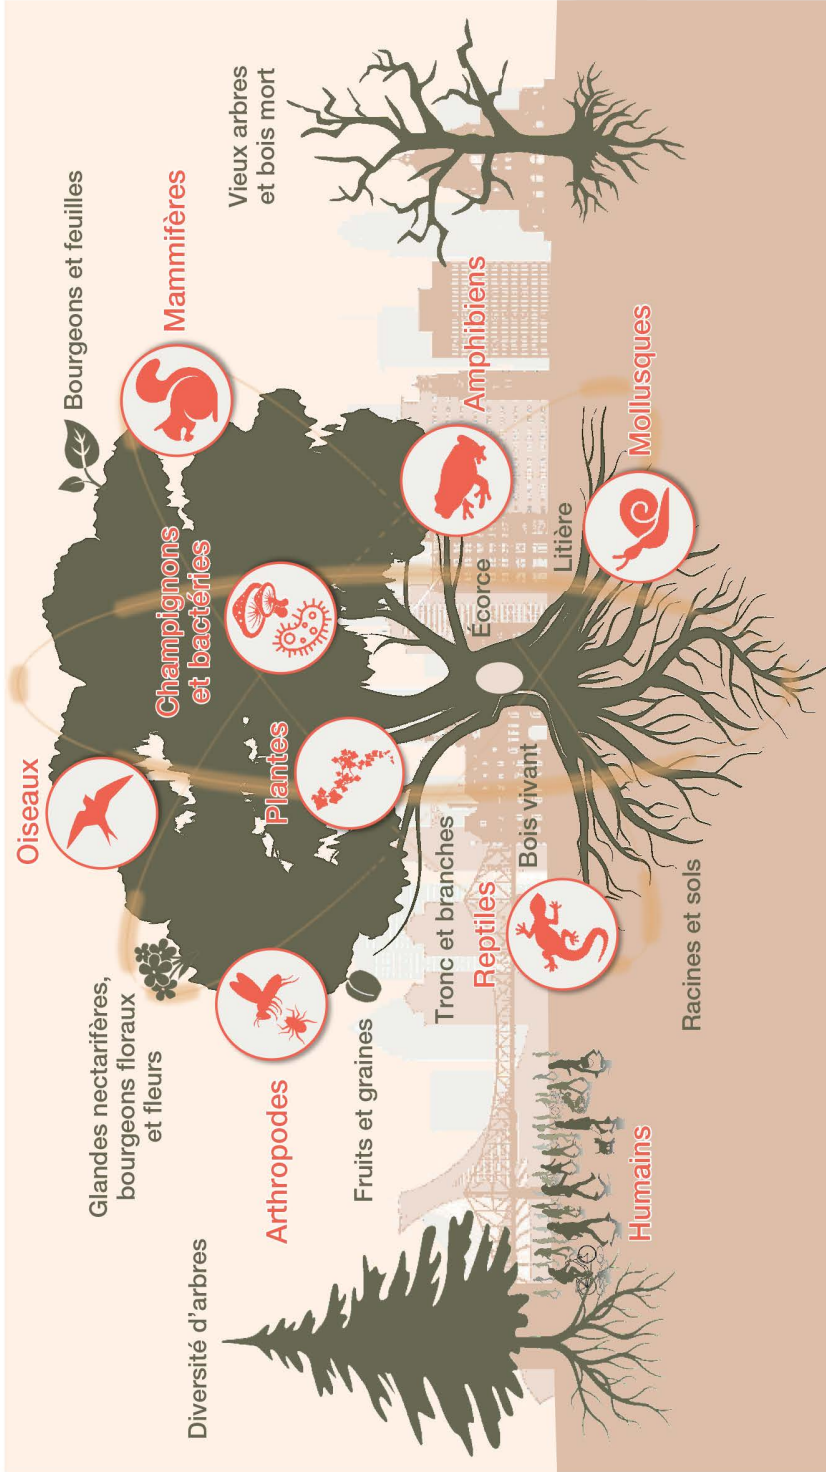 Diversité d'arbres
Glandes nectarifères,
bourgeons floraux
et fleurs
Arthropodes
Fruits et graines
Humains
Oiseaux
Plantes
Tronc et branches
Reptiles
Bois vivant
Racines et sols
Champignons
et bactéries
Écorce
Litière
Bourgeons et feuilles
Mammifères
Amphibiens
Mollusques
Vieux arbres
et bois mort